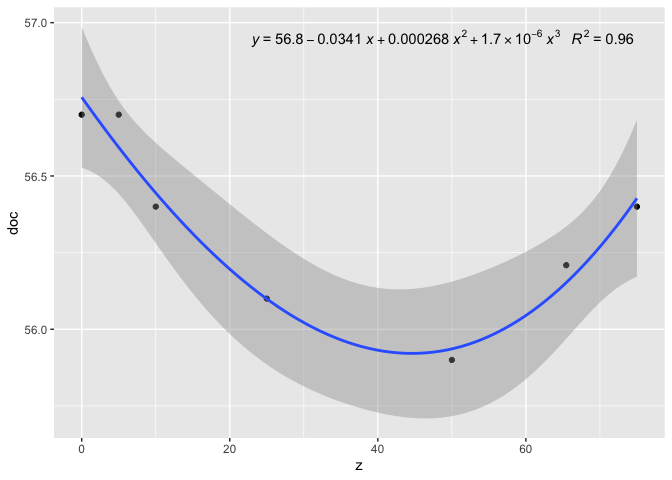 y = 56.8 − 0.0341 x + 0.000268 x² + 1.7 × 10⁻⁶ x³   R² = 0.96
57.0
56.5
56.0
doc
0 20 40 60
z